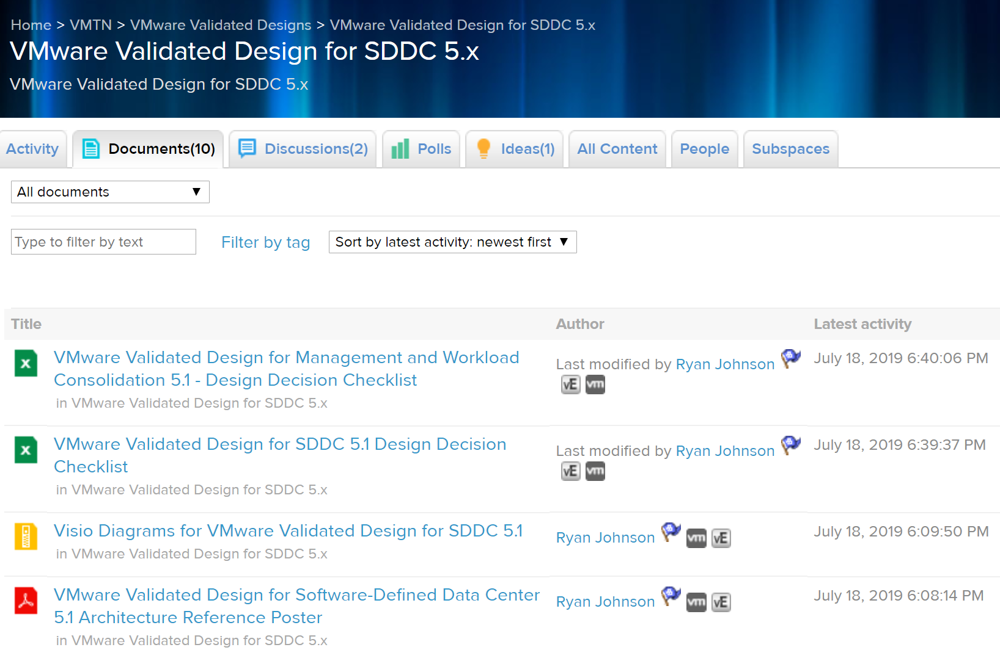 Home > VMTN > VMware Validated Designs > VMware Validated Design for SDDC 5.x
VMware Validated Design for SDDC 5.x
VMware Validated Design for SDDC 5.x
Activity Documents(10) Discussions(2) Polls Ideas(1) All Content People Subspaces
All documents ▼
Type to filter by text Filter by tag Sort by latest activity: newest first ▼
Title Author Latest activity
X VMware Validated Design for Management and Workload Last modified by Ryan Johnson July 18, 2019 6:40:06 PM
Consolidation 5.1 - Design Decision Checklist vE vm
in VMware Validated Design for SDDC 5.x
X VMware Validated Design for SDDC 5.1 Design Decision Last modified by Ryan Johnson July 18, 2019 6:39:37 PM
Checklist vE vm
in VMware Validated Design for SDDC 5.x
Visio Diagrams for VMware Validated Design for SDDC 5.1 Ryan Johnson vm vE July 18, 2019 6:09:50 PM
in VMware Validated Design for SDDC 5.x
VMware Validated Design for Software-Defined Data Center Ryan Johnson vm vE July 18, 2019 6:08:14 PM
5.1 Architecture Reference Poster
in VMware Validated Design for SDDC 5.x